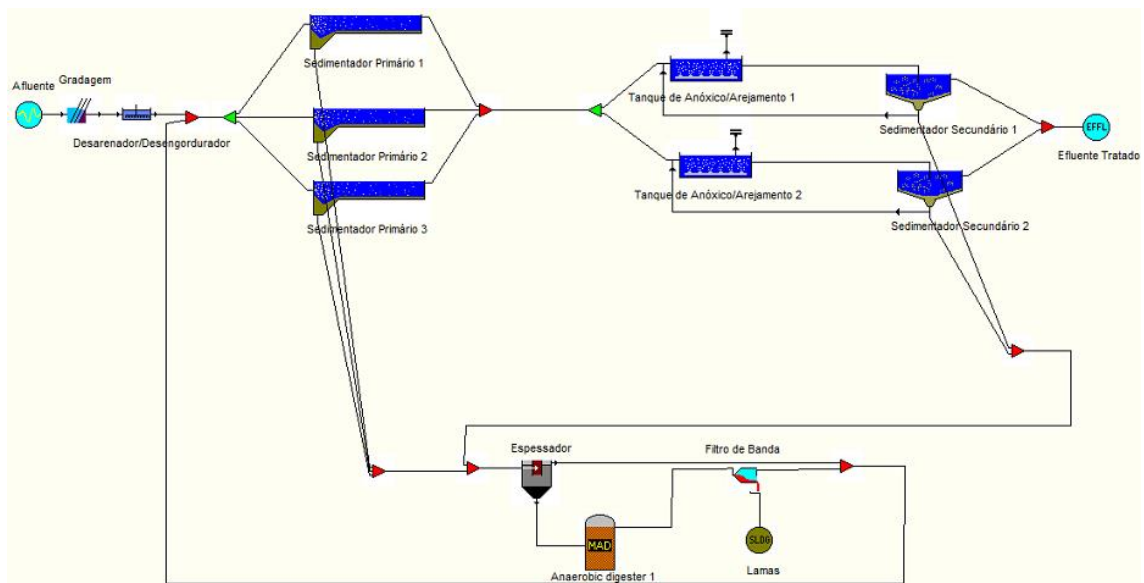 Afluente
Gradagem
Desarenador/Desengordurador
Sedimentador Primário 1
Sedimentador Primário 2
Sedimentador Primário 3
Tanque de Anóxico/Arejamento 1
Tanque de Anóxico/Arejamento 2
Sedimentador Secundário 1
Sedimentador Secundário 2
EFFL
Efluente Tratado
Espessador
Filtro de Banda
MAD
Anaerobic digester 1
SLDG
Lamas